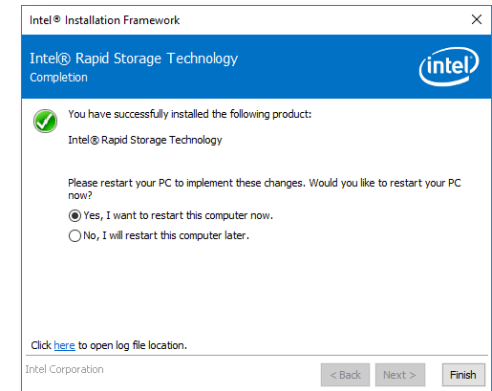 Intel® Installation Framework
Intel® Rapid Storage Technology
Completion
intel
You have successfully installed the following product:
Intel® Rapid Storage Technology
Please restart your PC to implement these changes. Would you like to restart your PC
now?
Yes, I want to restart this computer now.
No, I will restart this computer later.
Click here to open log file location.
Intel Corporation
< Back
Next >
Finish